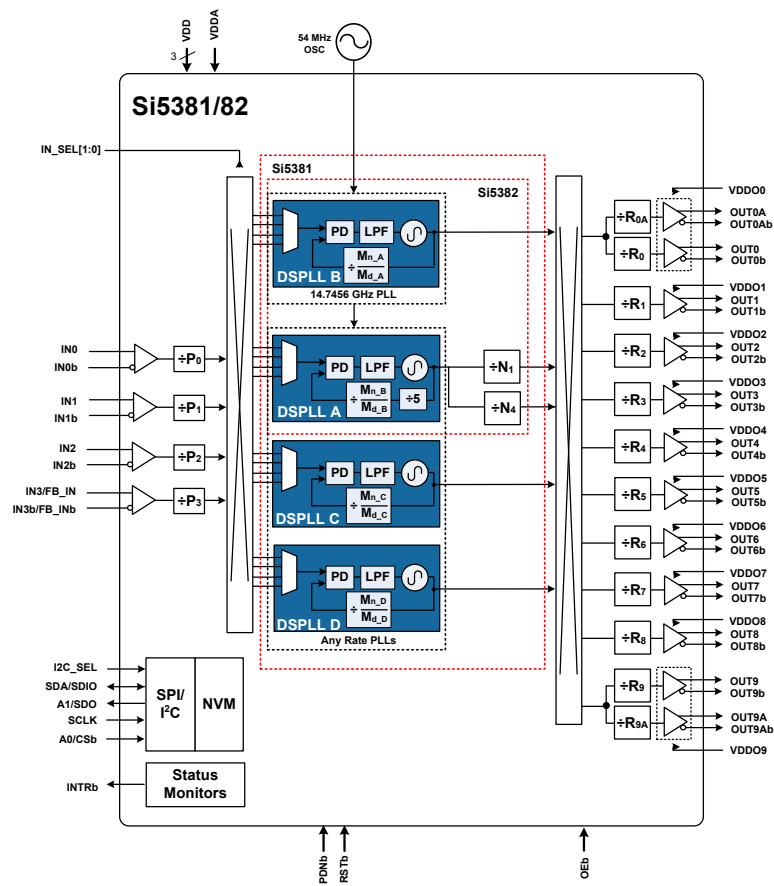 VDD
VDDA
3
54 MHz
OSC
Si5381/82
IN_SEL[1:0]
Si5381
Si5382
PD
LPF
÷
Mn_A
Md_A
DSPLL B
14.7456 GHz PLL
PD
LPF
÷
Mn_B
Md_B
÷5
DSPLL A
÷N1
÷N4
PD
LPF
÷
Mn_C
Md_C
DSPLL C
PD
LPF
÷
Mn_D
Md_D
DSPLL D
Any Rate PLLs
IN0
IN0b
÷P0
IN1
IN1b
÷P1
IN2
IN2b
÷P2
IN3/FB_IN
IN3b/FB_INb
÷P3
I2C_SEL
SDA/SDIO
A1/SDO
SCLK
A0/CSb
SPI/
I²C
NVM
INTRb
Status
Monitors
VDDO0
÷R0A
OUT0A
OUT0Ab
÷R0
OUT0
OUT0b
VDDO1
÷R1
OUT1
OUT1b
VDDO2
÷R2
OUT2
OUT2b
VDDO3
÷R3
OUT3
OUT3b
VDDO4
÷R4
OUT4
OUT4b
VDDO5
÷R5
OUT5
OUT5b
VDDO6
÷R6
OUT6
OUT6b
VDDO7
÷R7
OUT7
OUT7b
VDDO8
÷R8
OUT8
OUT8b
÷R9
OUT9
OUT9b
÷R9A
OUT9A
OUT9Ab
VDDO9
PDNb
RSTb
OEb